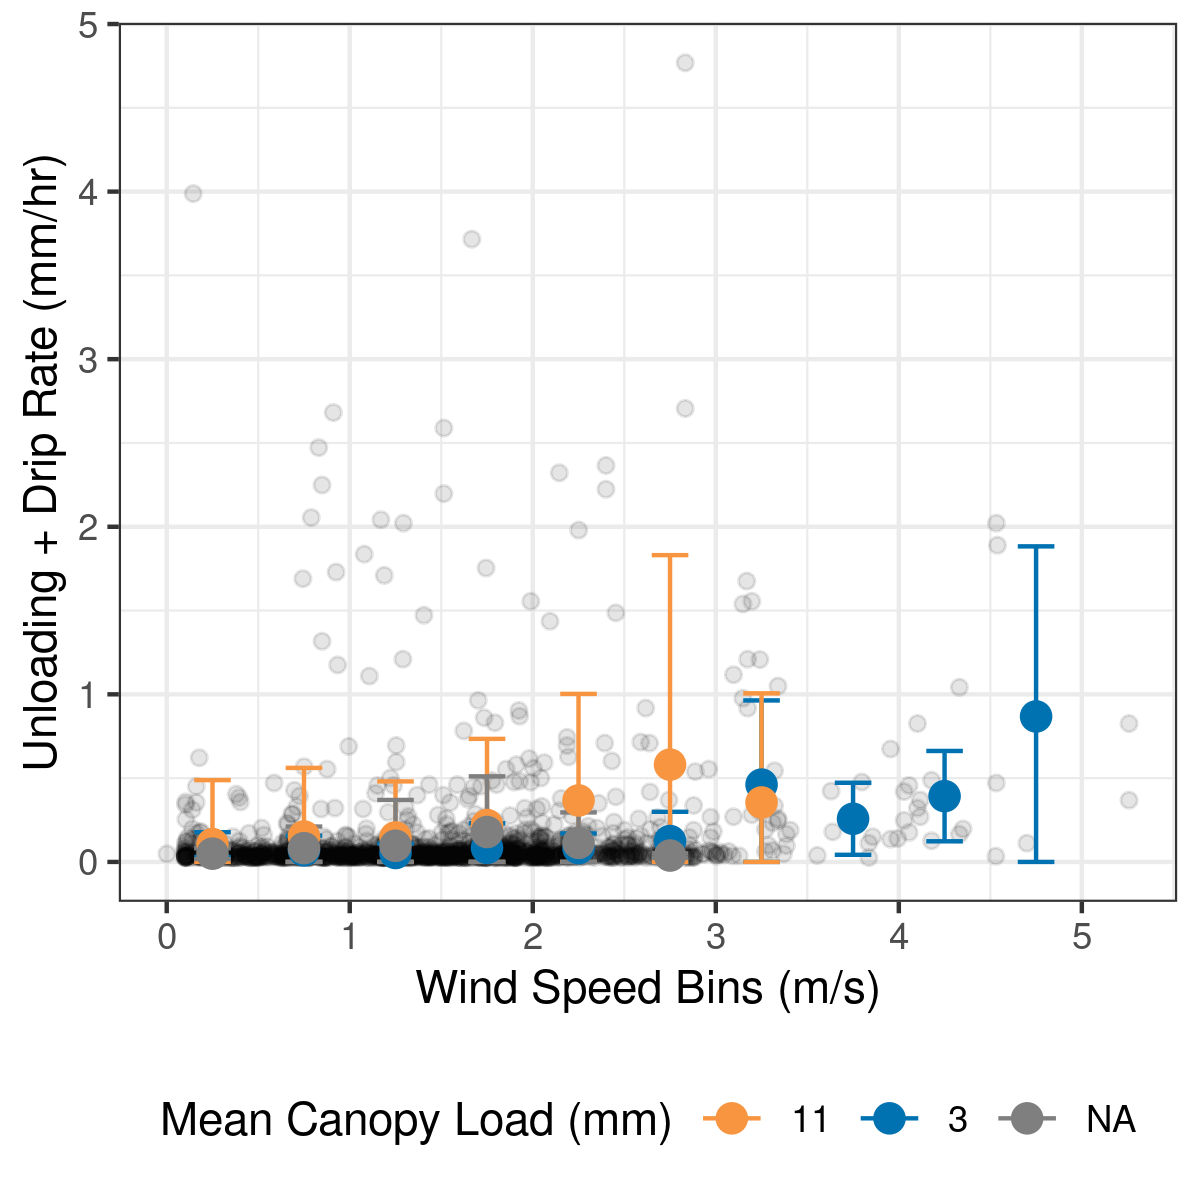 5
4
3
2
1
0
Unloading + Drip Rate (mm/hr)
0 1 2 3 4 5
Wind Speed Bins (m/s)
Mean Canopy Load (mm) 11 3 NA